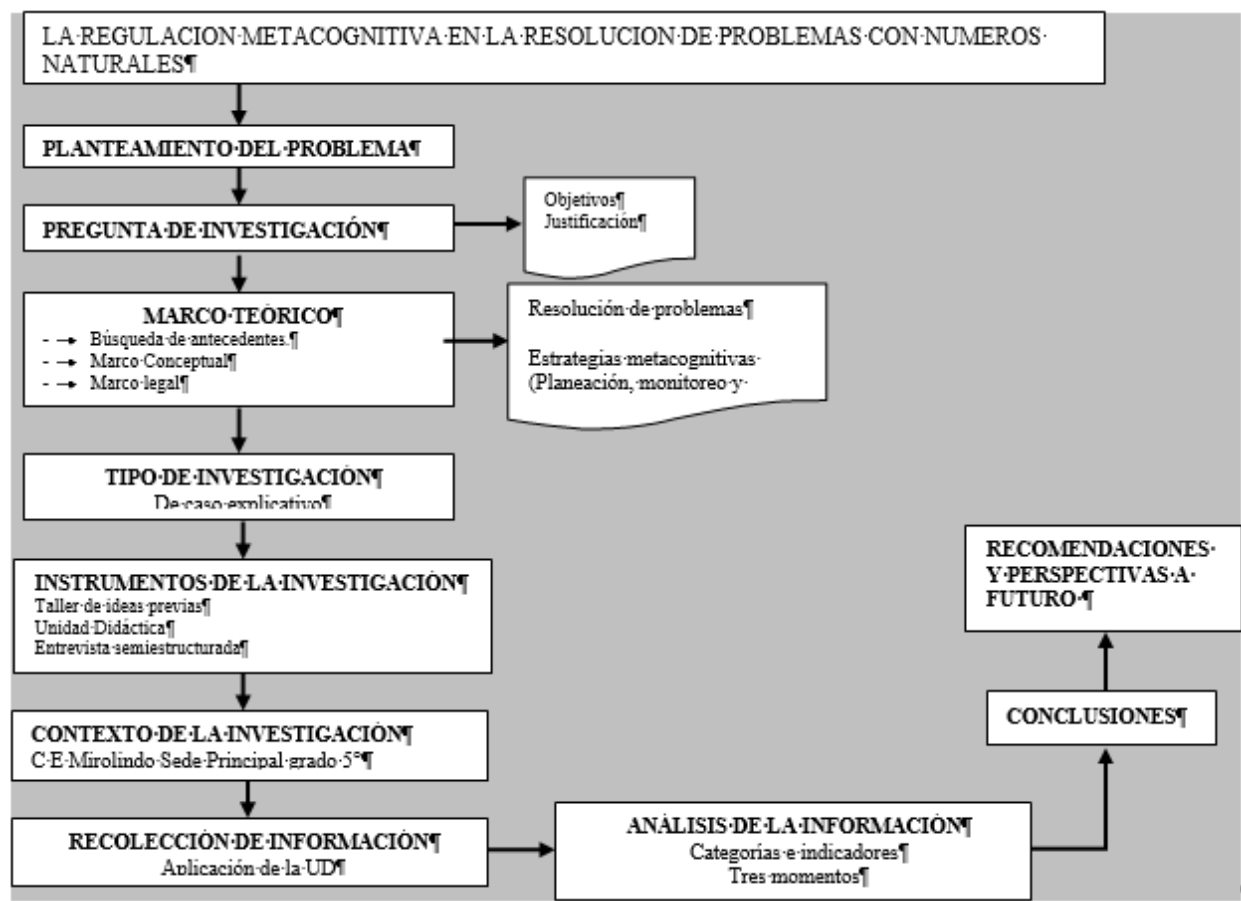 LA·REGULACION·METACOGNITIVA·EN·LA·RESOLUCION·DE·PROBLEMAS·CON·NUMEROS·
NATURALES¶
PLANTEAMIENTO·DEL·PROBLEMA¶
PREGUNTA·DE·INVESTIGACIÓN¶
Objetivos¶
Justificación¶
MARCO·TEÓRICO¶
- → Búsqueda·de·antecedentes.¶
- → Marco·Conceptual¶
- → Marco·legal¶
Resolución·de·problemas¶
Estrategias·metacognitivas·
(Planeación,·monitoreo·y·
TIPO·DE·INVESTIGACIÓN¶
De·caso·explicativo¶
INSTRUMENTOS·DE·LA·INVESTIGACIÓN¶
Taller·de·ideas·previas¶
Unidad·Didáctica¶
Entrevista·semiestructurada¶
CONTEXTO·DE·LA·INVESTIGACIÓN¶
C·E·Mirolindo·Sede·Principal·grado·5°¶
RECOLECCIÓN·DE·INFORMACIÓN¶
Aplicación·de·la·UD¶
ANÁLISIS·DE·LA·INFORMACIÓN¶
Categorías·e·indicadores¶
Tres·momentos¶
CONCLUSIONES¶
RECOMENDACIONES·
Y·PERSPECTIVAS·A·
FUTURO·¶